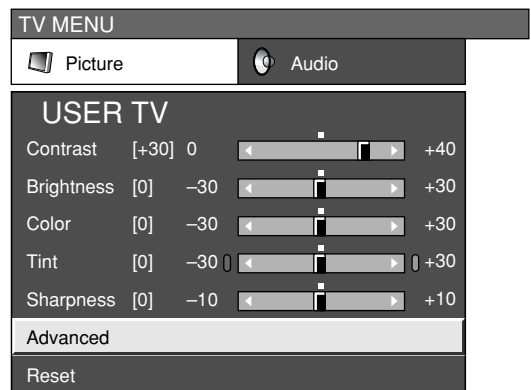 TV MENU
Picture Audio
USER TV
Contrast [+30] 0 +40
Brightness [0] –30 +30
Color [0] –30 +30
Tint [0] –30 +30
Sharpness [0] –10 +10
Advanced
Reset